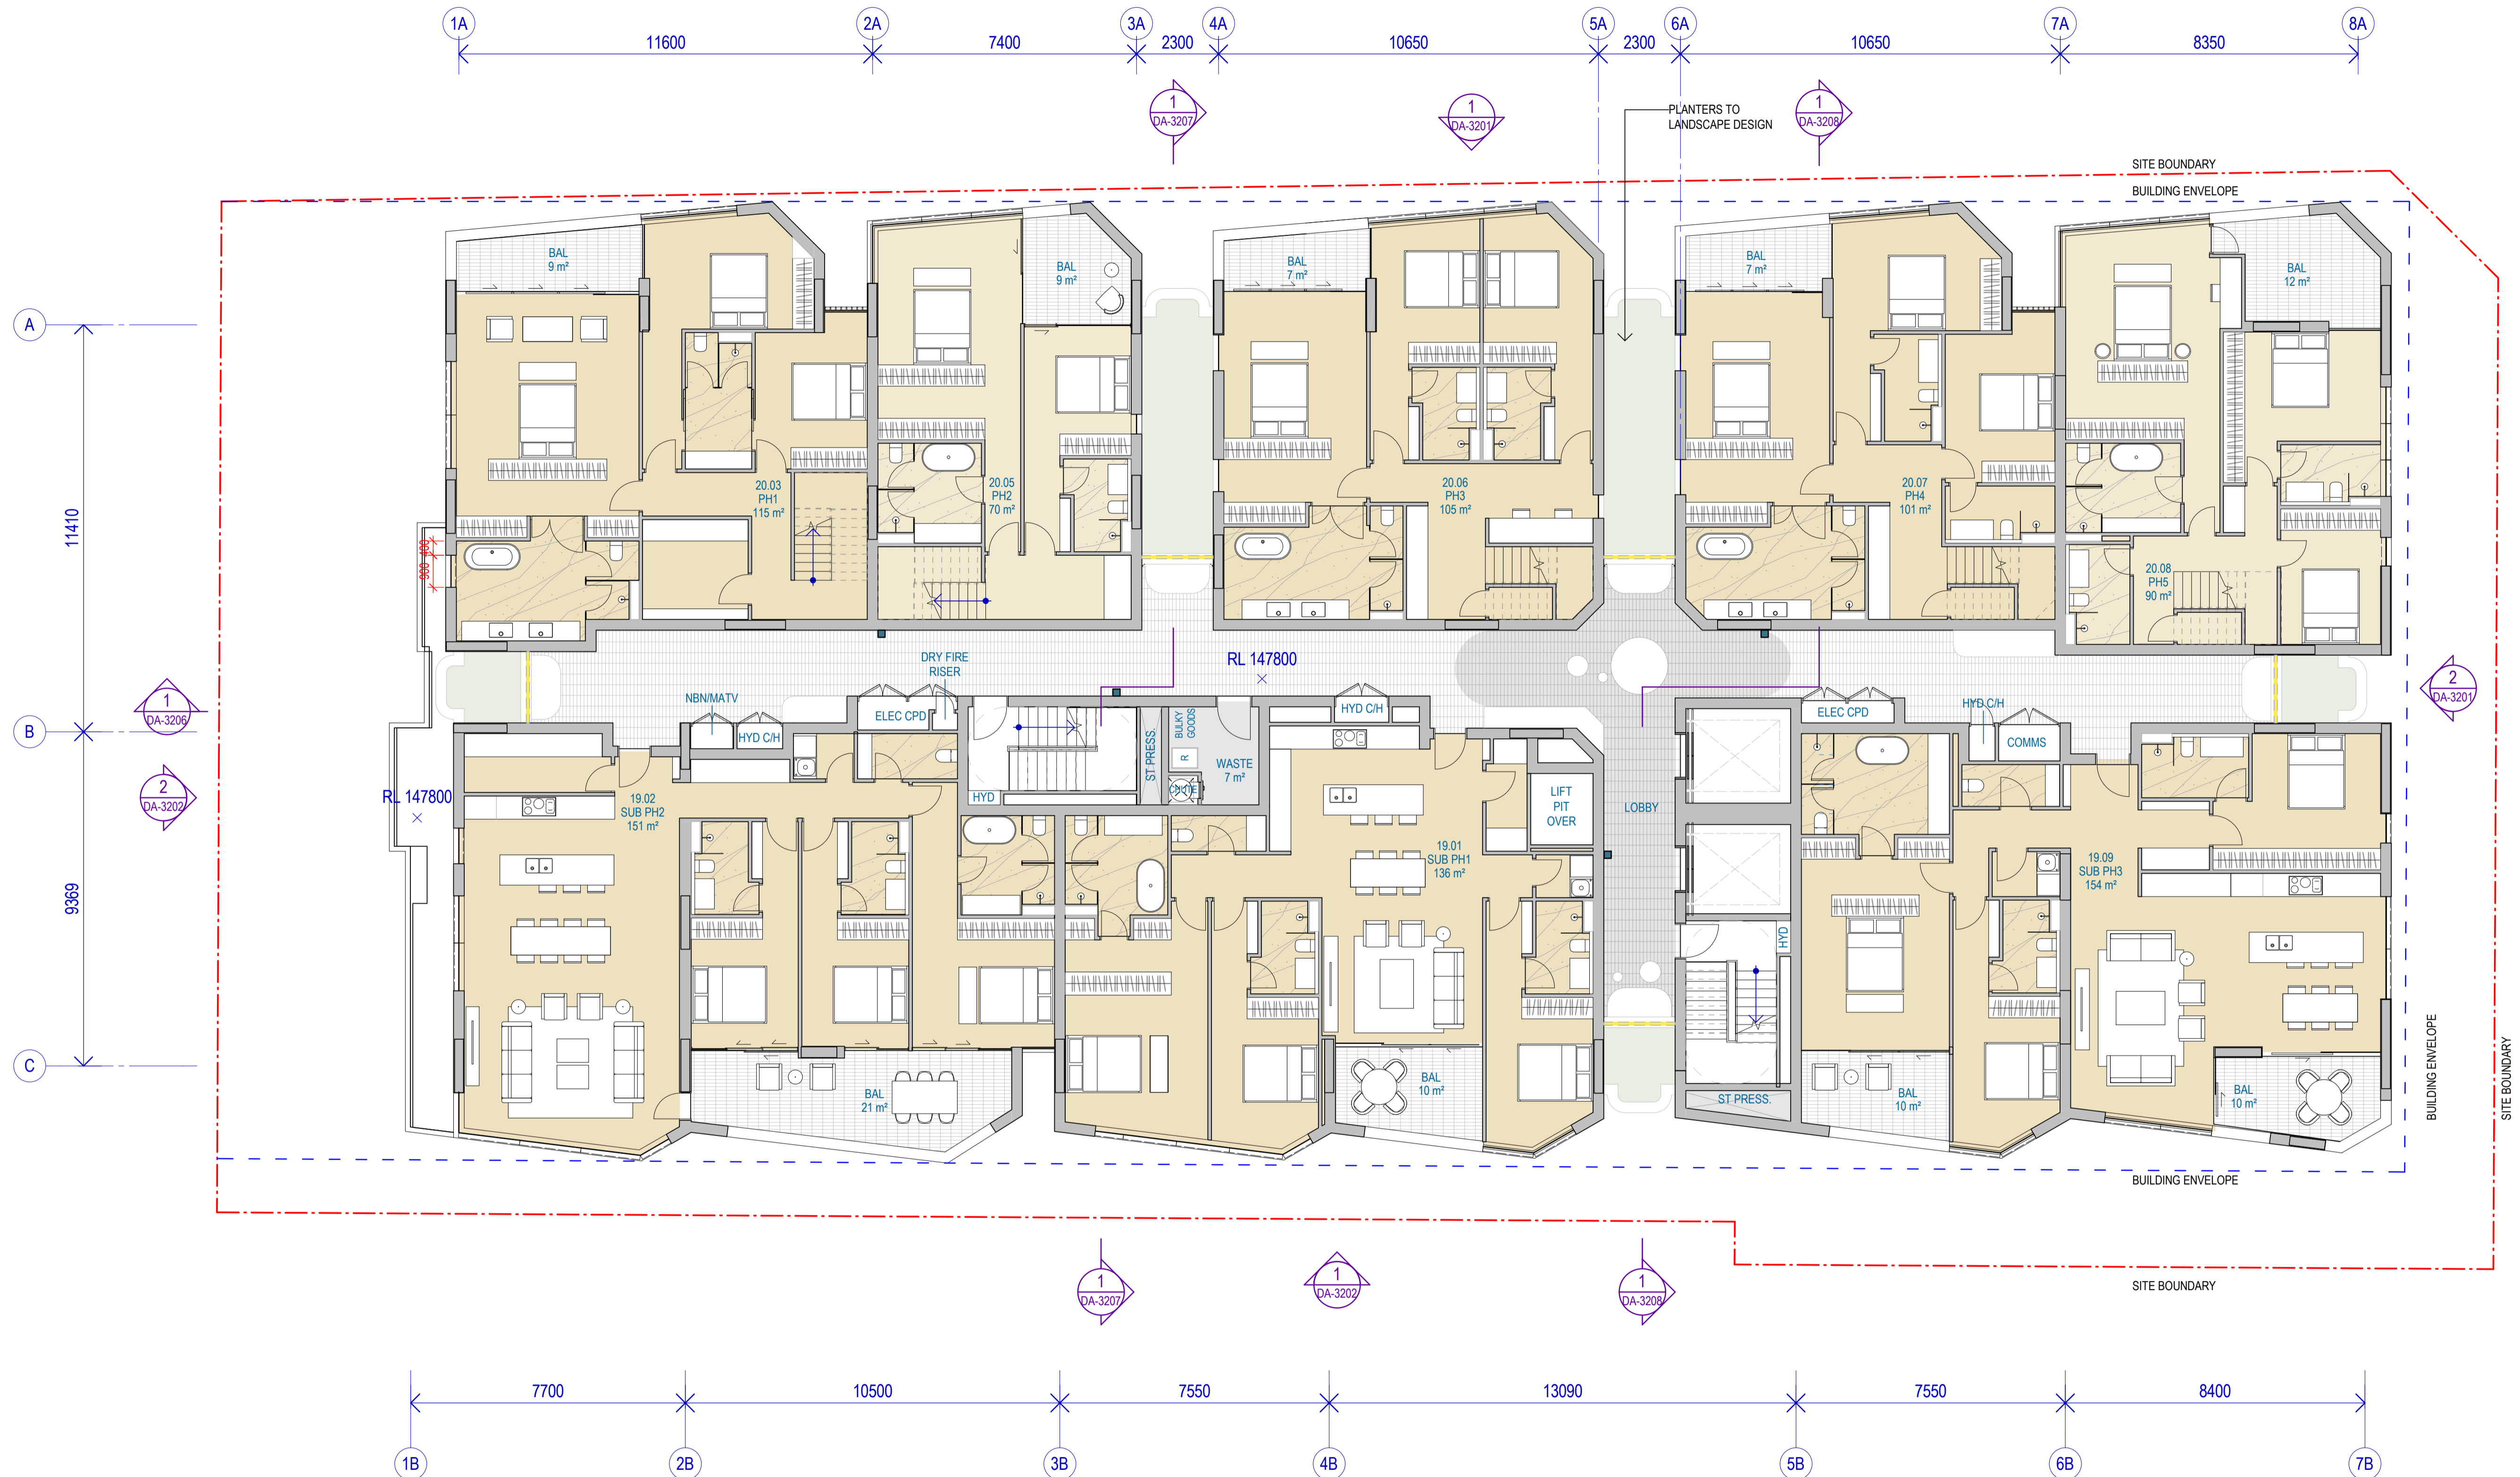 1A
2A
3A
4A
5A
6A
7A
8A
11600
7400
2300
10650
2300
10650
8350
1
DA-3207
1
DA-3201
1
DA-3208
PLANTERS TO
LANDSCAPE DESIGN
SITE BOUNDARY
BUILDING ENVELOPE
BAL
9 m²
BAL
9 m²
BAL
7 m²
BAL
7 m²
BAL
12 m²
A
11410
400
900
20.03
PH1
115 m²
20.05
PH2
70 m²
20.06
PH3
105 m²
20.07
PH4
101 m²
20.08
PH5
90 m²
DRY FIRE
RISER
RL 147800
NBN/MATV
1
DA-3206
2
DA-3201
B
ELEC CPD
HYD C/H
ST PRESS.
BULKY
GOODS
R
WASTE
7 m²
CHUTE
HYD
HYD C/H
ELEC CPD
HYD C/H
COMMS
2
DA-3202
RL 147800
19.02
SUB PH2
151 m²
LIFT
PIT
OVER
LOBBY
19.01
SUB PH1
136 m²
19.09
SUB PH3
154 m²
9369
HYD
C
BAL
21 m²
BAL
10 m²
ST PRESS.
BAL
10 m²
BAL
10 m²
BUILDING ENVELOPE
SITE BOUNDARY
BUILDING ENVELOPE
SITE BOUNDARY
1
DA-3207
1
DA-3202
1
DA-3208
7700
10500
7550
13090
7550
8400
1B
2B
3B
4B
5B
6B
7B